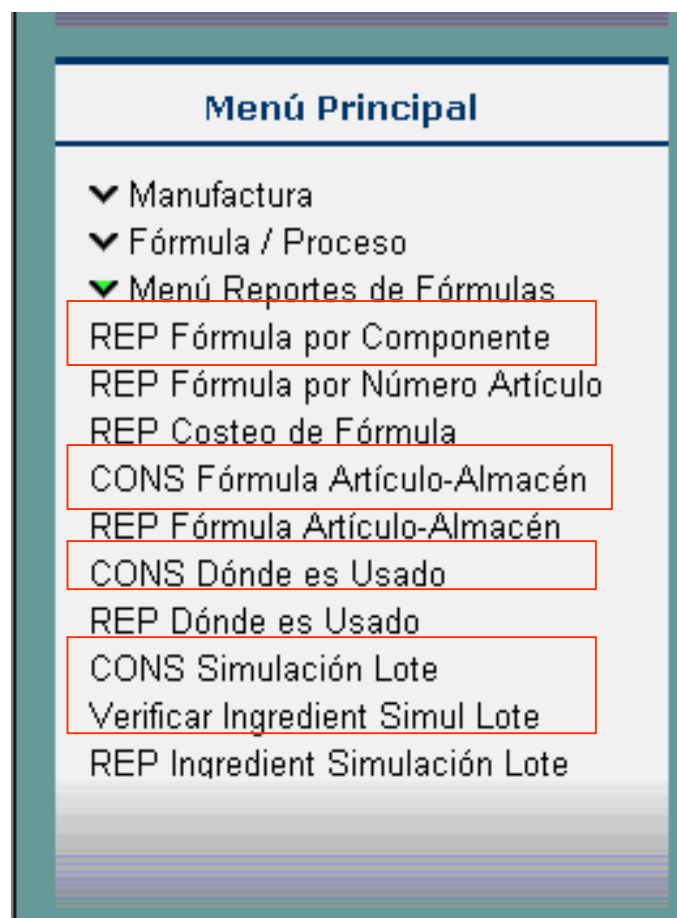 Menú Principal
Manufactura
Fórmula / Proceso
Menú Reportes de Fórmulas
REP Fórmula por Componente
REP Fórmula por Número Artículo
REP Costeo de Fórmula
CONS Fórmula Artículo-Almacén
REP Fórmula Artículo-Almacén
CONS Dónde es Usado
REP Dónde es Usado
CONS Simulación Lote
Verificar Ingredient Simul Lote
REP Ingredient Simulación Lote